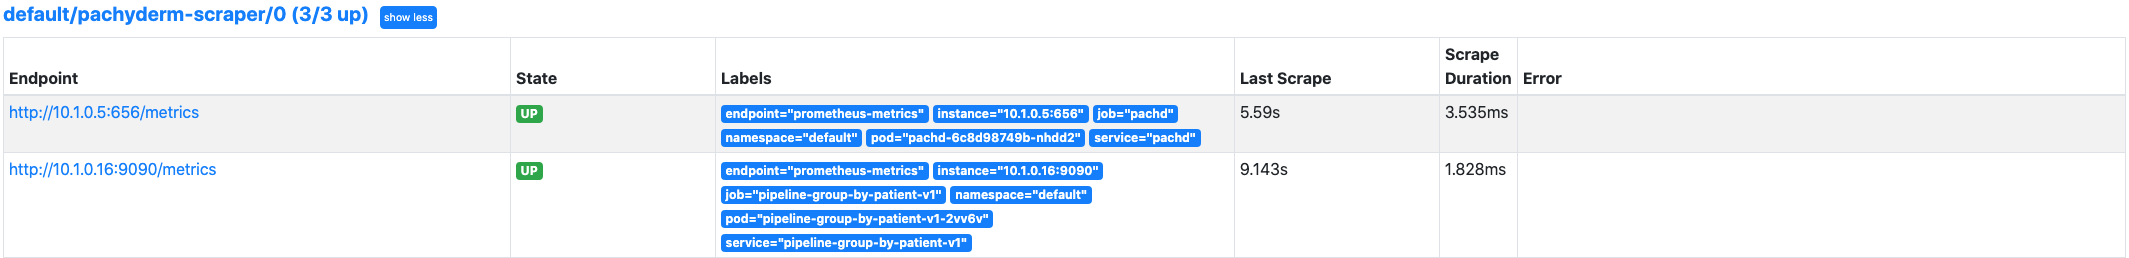 default/pachyderm-scraper/0 (3/3 up) show less
Endpoint State Labels Last Scrape Scrape Duration Error
http://10.1.0.5:656/metrics UP endpoint="prometheus-metrics" instance="10.1.0.5:656" job="pachd" 5.59s 3.535ms
namespace="default" pod="pachd-6c8d98749b-nhdd2" service="pachd"
http://10.1.0.16:9090/metrics UP endpoint="prometheus-metrics" instance="10.1.0.16:9090" 9.143s 1.828ms
job="pipeline-group-by-patient-v1" namespace="default"
pod="pipeline-group-by-patient-v1-2vv6v"
service="pipeline-group-by-patient-v1"